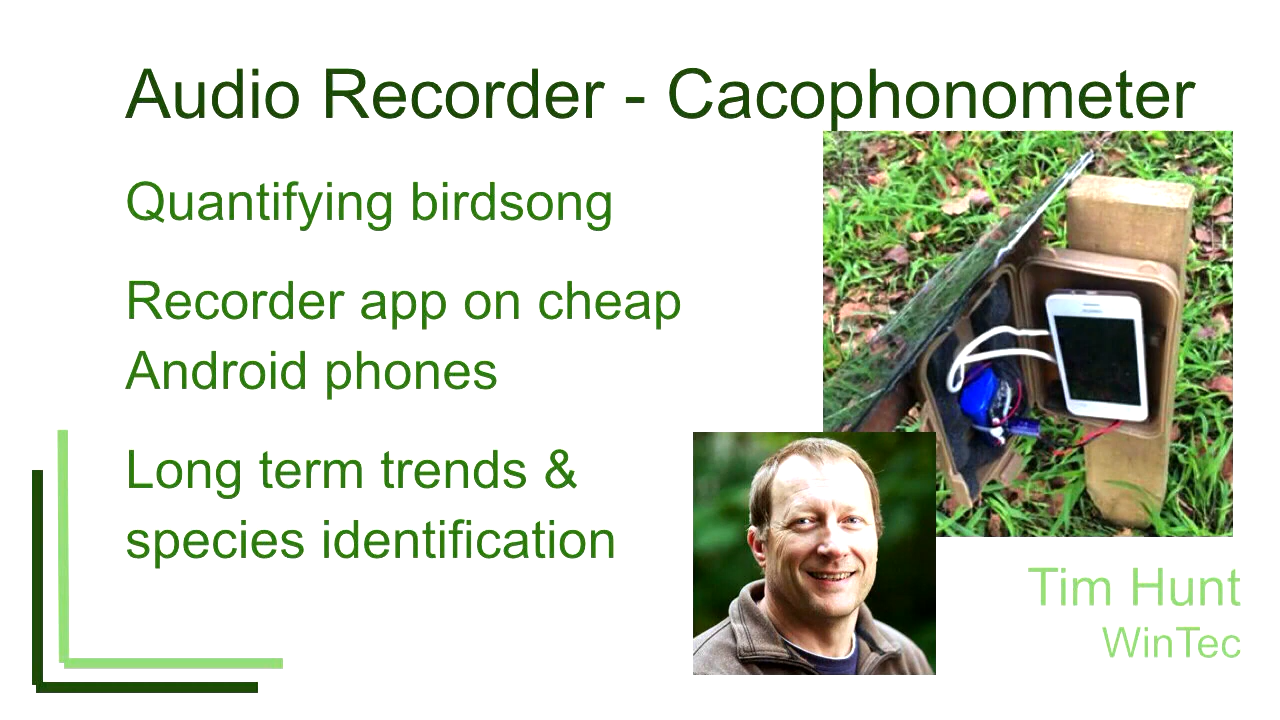 Audio Recorder - Cacophonometer
Quantifying birdsong
Recorder app on cheap
Android phones
Long term trends &
species identification
Tim Hunt
WinTec